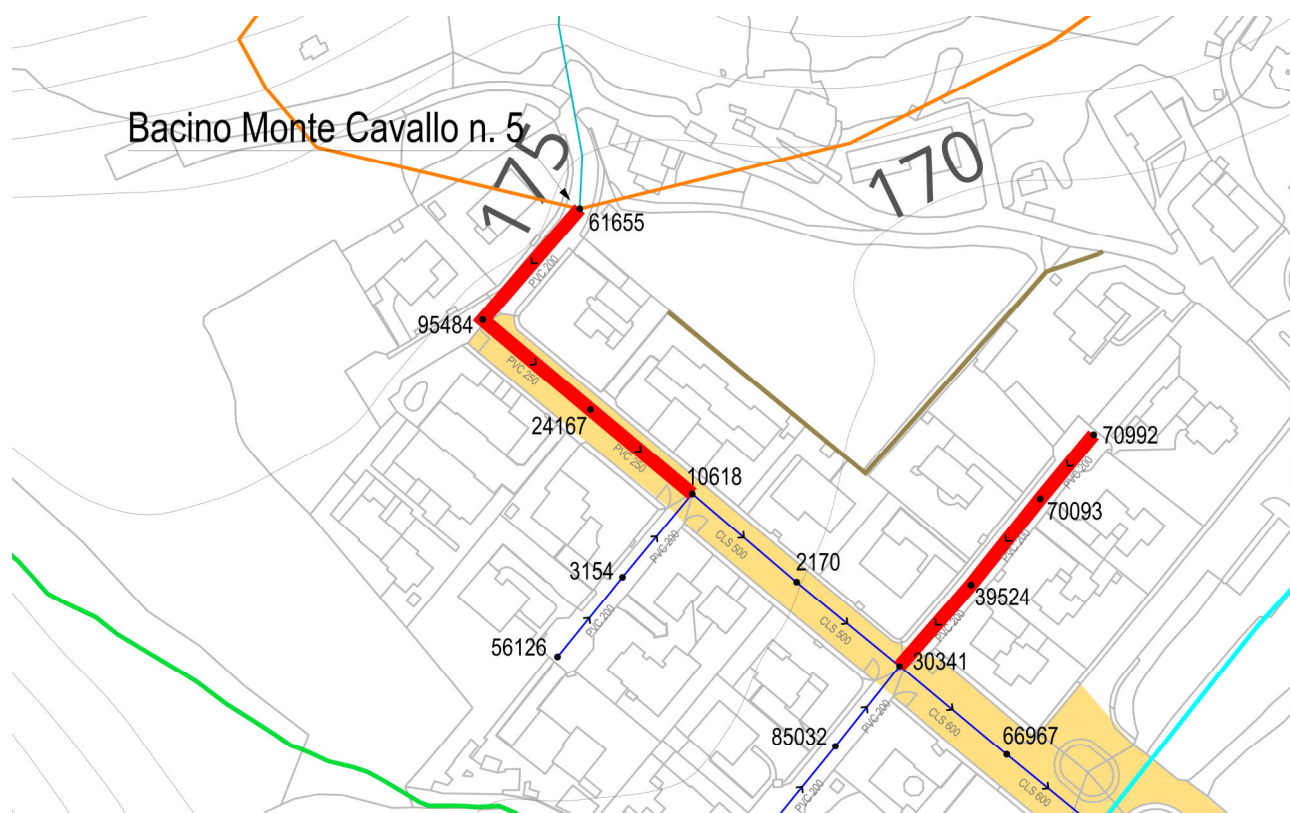 Bacino Monte Cavallo n. 5
175
170
61655
PVC 200
95484
PVC 250
24167
PVC 250
10618
70992
PVC 200
70093
PVC 200
39524
PVC 200
CLS 500
2170
3154
PVC 200
CLS 500
56126
PVC 200
30341
PVC 200
85032
CLS 600
66967
PVC 200
CLS 600